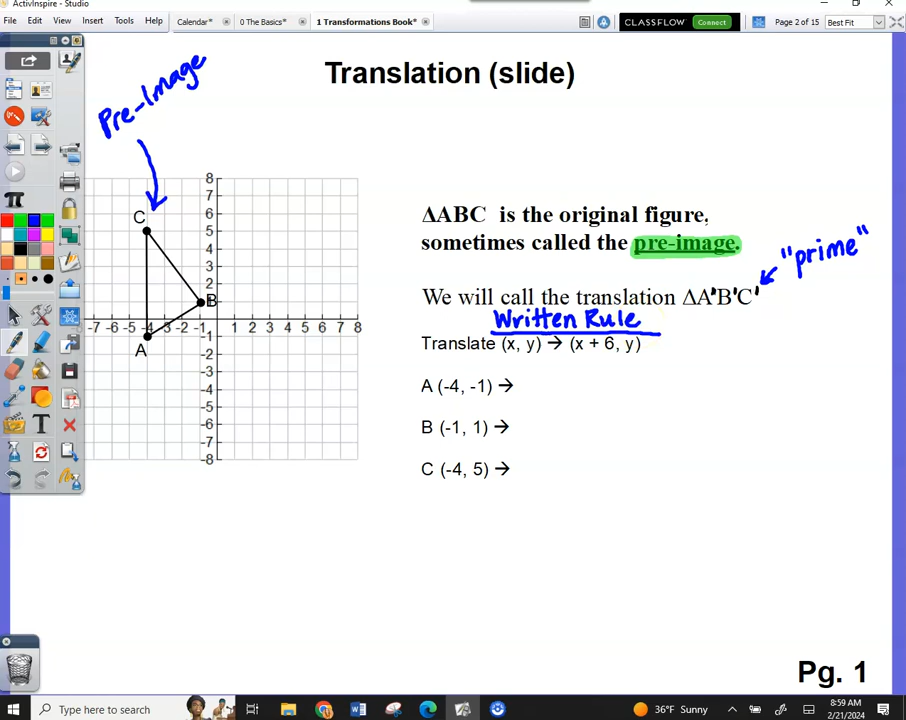 ActivInspire - Studio
File Edit View Insert Tools Help
Calendar*
0 The Basics*
1 Transformations Book*
CLASSFLOW Connect
Page 2 of 15
Best Fit
Translation (slide)
Pre-Image
8
7
6
5
3
2
1
-7 -6 -5 -4 -3 -2 -1
1 2 3 4 5 6 7 8
-1
-2
-3
-4
-5
-6
-7
-8
C
B
A
ΔABC is the original figure,
sometimes called the pre-image.
"prime"
We will call the translation ΔA'B'C'
Written Rule
Translate (x, y) → (x + 6, y)
A (-4, -1) →
B (-1, 1) →
C (-4, 5) →
Pg. 1
Type here to search
36°F Sunny
8:59 AM
2/21/2024